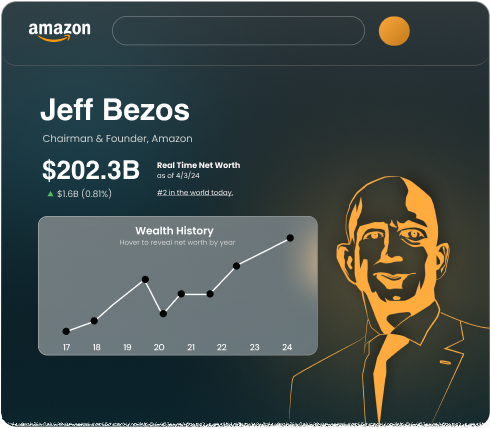 amazon
Jeff Bezos
Chairman & Founder, Amazon
$202.3B
Real Time Net Worth
as of 4/3/24
$1.6B (0.81%)
#2 in the world today.
Wealth History
Hover to reveal net worth by year
17 18 19 20 21 22 23 24